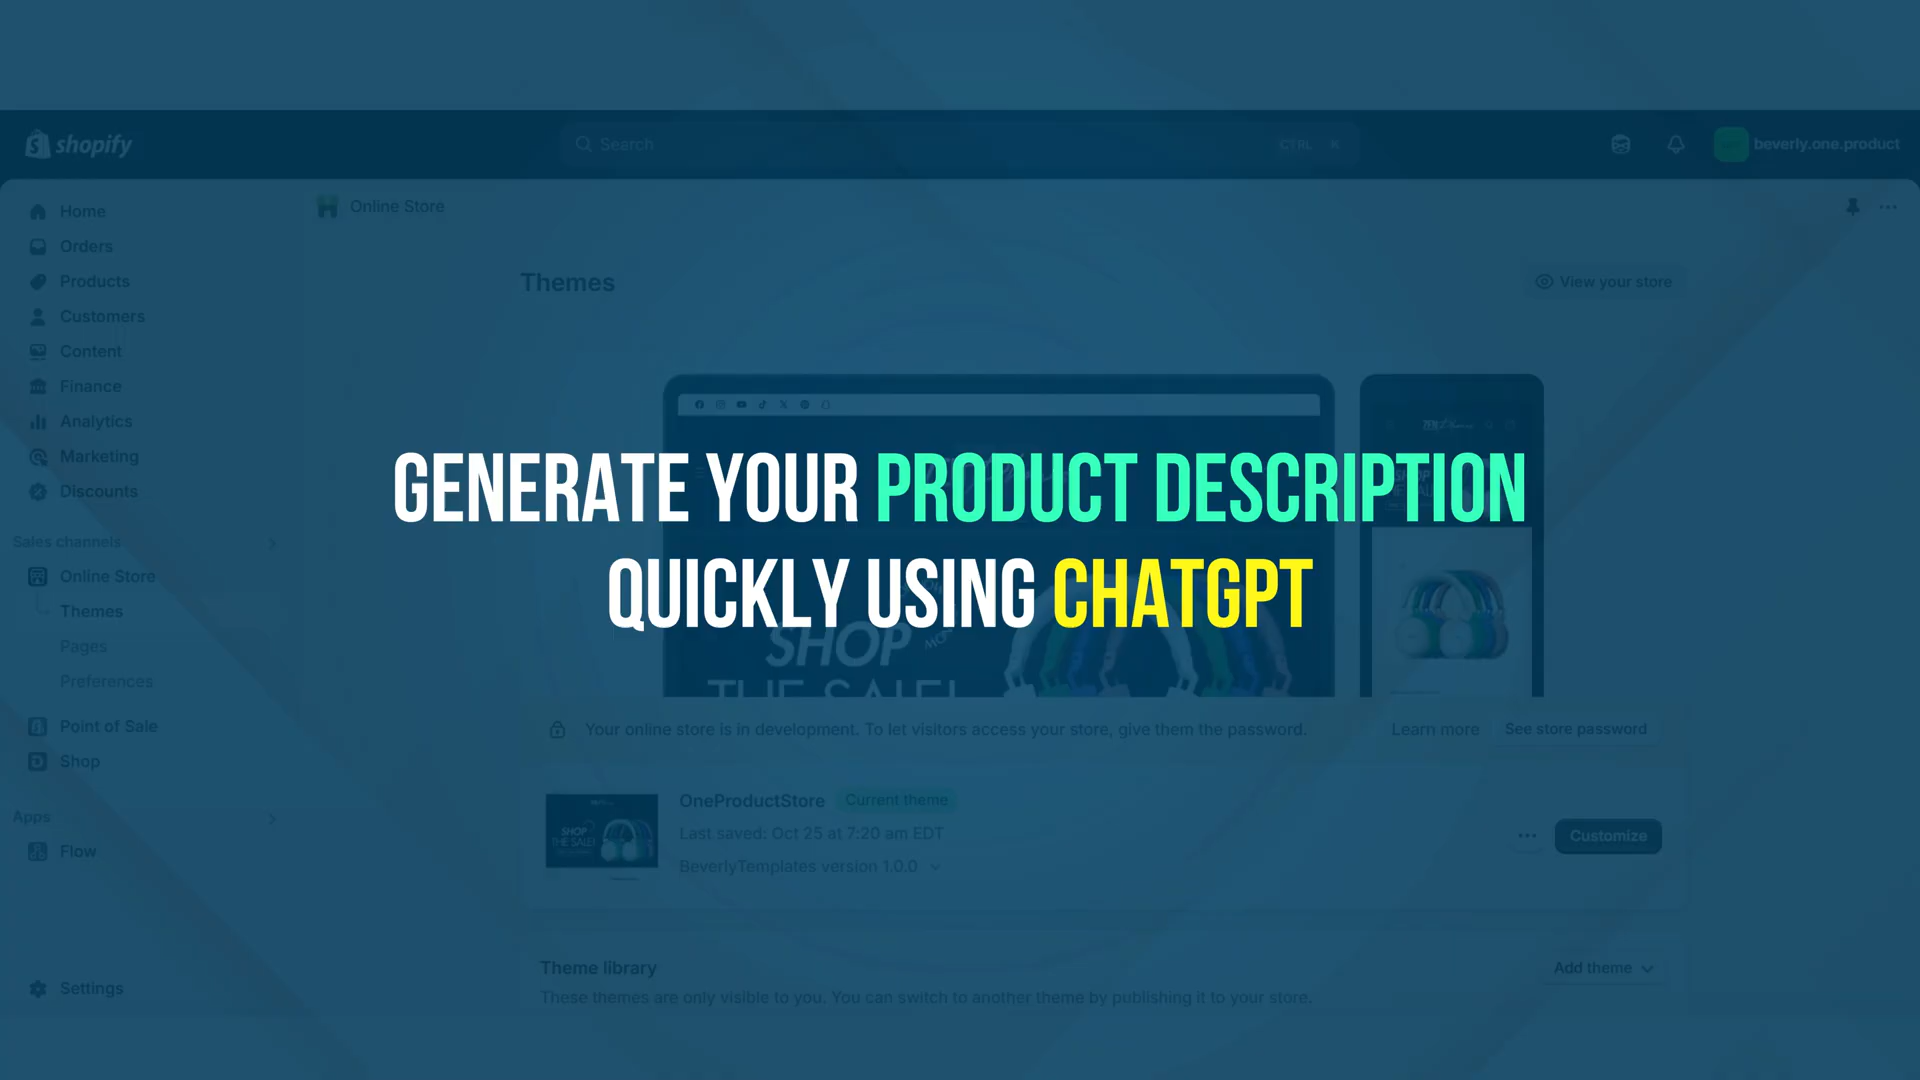 shopify
Search
CTRL K
beverly.one.product
Home
Orders
Products
Customers
Content
Finance
Analytics
Marketing
Discounts
Sales channels
Online Store
Themes
Pages
Preferences
Point of Sale
Shop
Apps
Flow
Settings
Online Store
Themes
View your store
GENERATE YOUR PRODUCT DESCRIPTION
QUICKLY USING CHATGPT
SHOP
THE SALE!
Your online store is in development. To let visitors access your store, give them the password.
Learn more
See store password
SHOP
THE SALE!
OneProductStore
Current theme
Last saved: Oct 25 at 7:20 am EDT
BeverlyTemplates version 1.0.0
Customize
Theme library
Add theme
These themes are only visible to you. You can switch to another theme by publishing it to your store.